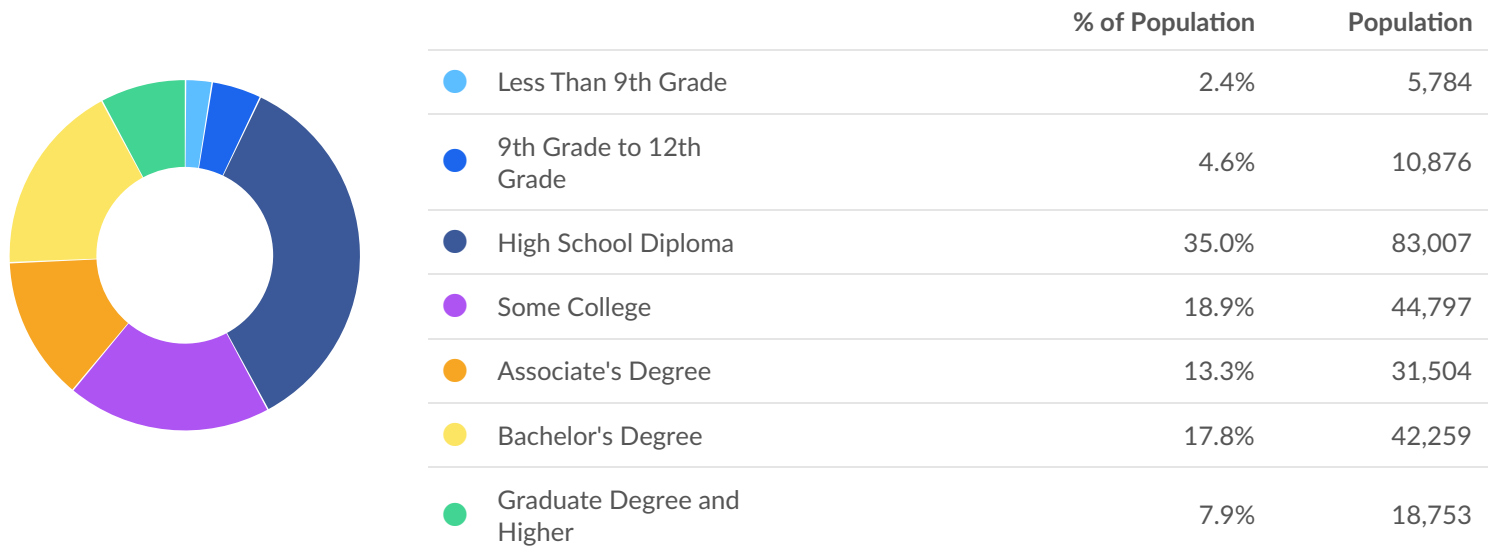 % of Population Population
Less Than 9th Grade 2.4% 5,784
9th Grade to 12th
Grade 4.6% 10,876
High School Diploma 35.0% 83,007
Some College 18.9% 44,797
Associate's Degree 13.3% 31,504
Bachelor's Degree 17.8% 42,259
Graduate Degree and
Higher 7.9% 18,753